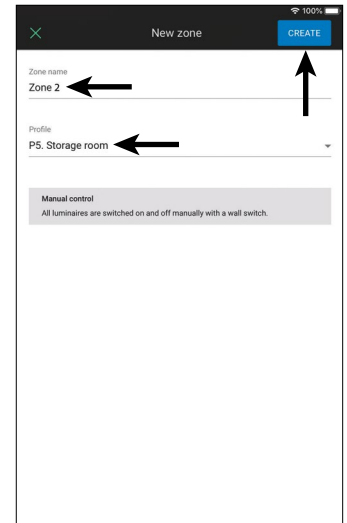 100%
New zone
CREATE
Zone name
Zone 2
Profile
P5. Storage room
Manual control
All luminaires are switched on and off manually with a wall switch.